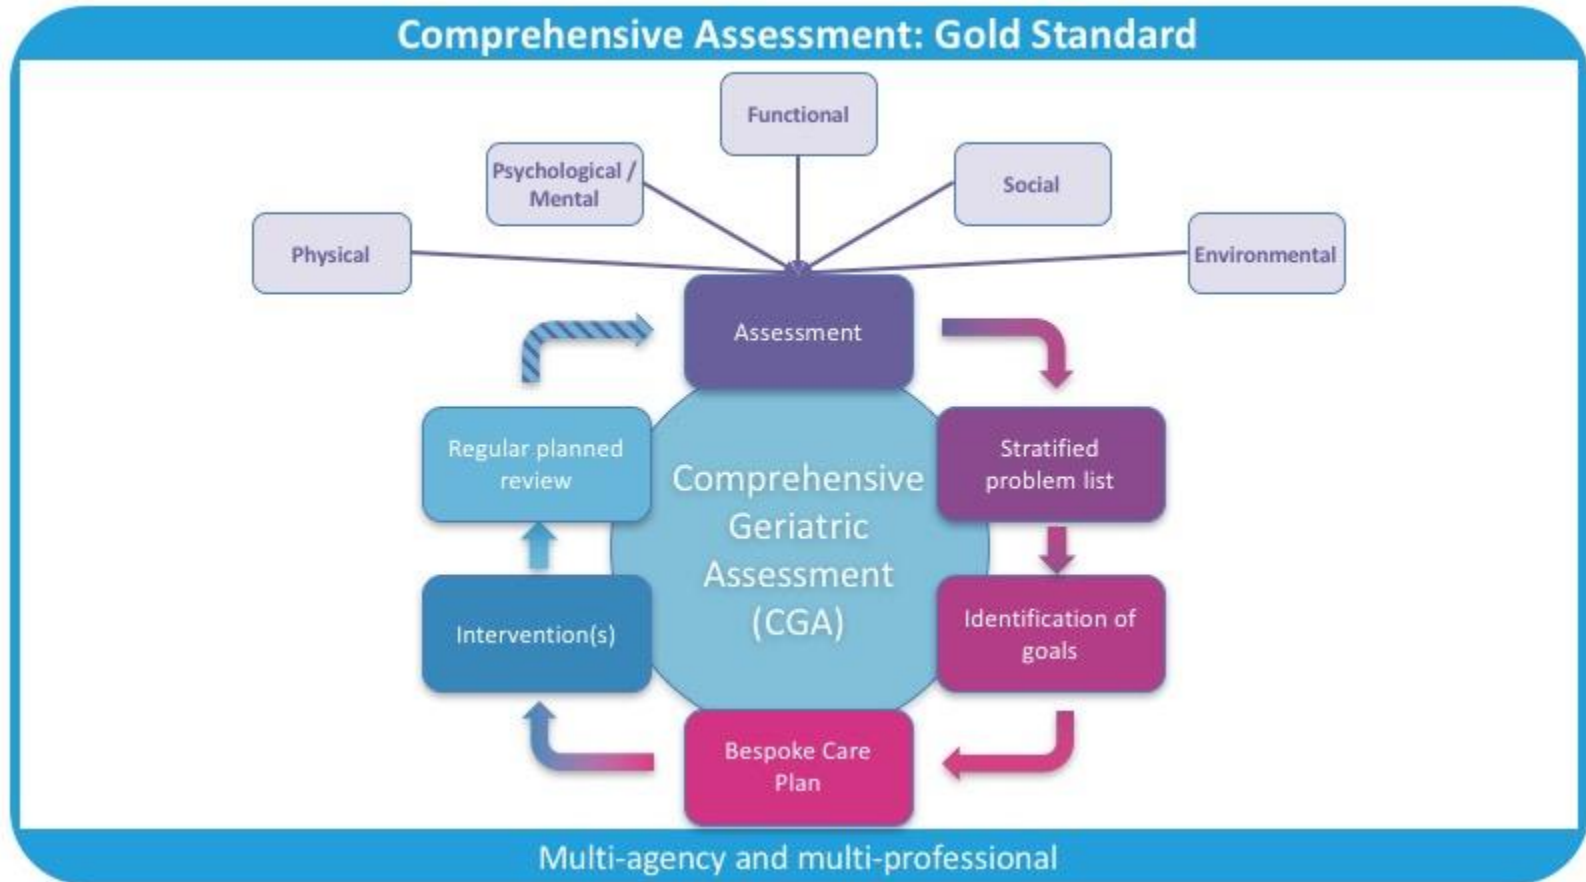 Comprehensive Assessment: Gold Standard
Functional
Psychological /
Mental
Social
Physical
Environmental
Assessment
Regular planned
review
Stratified
problem list
Comprehensive
Geriatric
Assessment
(CGA)
Intervention(s)
Identification of
goals
Bespoke Care
Plan
Multi-agency and multi-professional